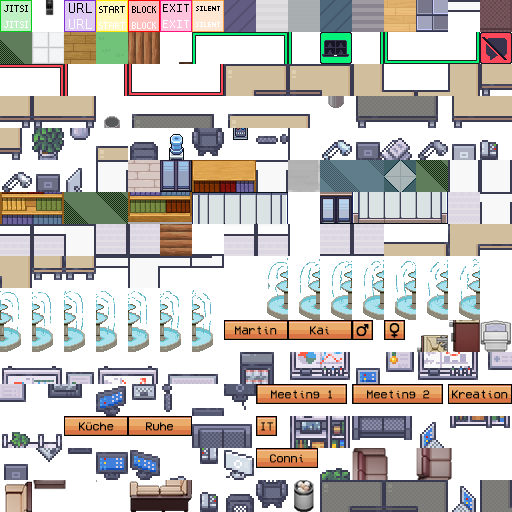 JITSI URL START BLOCK EXIT SILENT
JITSI URL START BLOCK EXIT SILENT
Martin Kai ♂ ♀
Meeting 1 Meeting 2 Kreation
Küche Ruhe IT
Conni